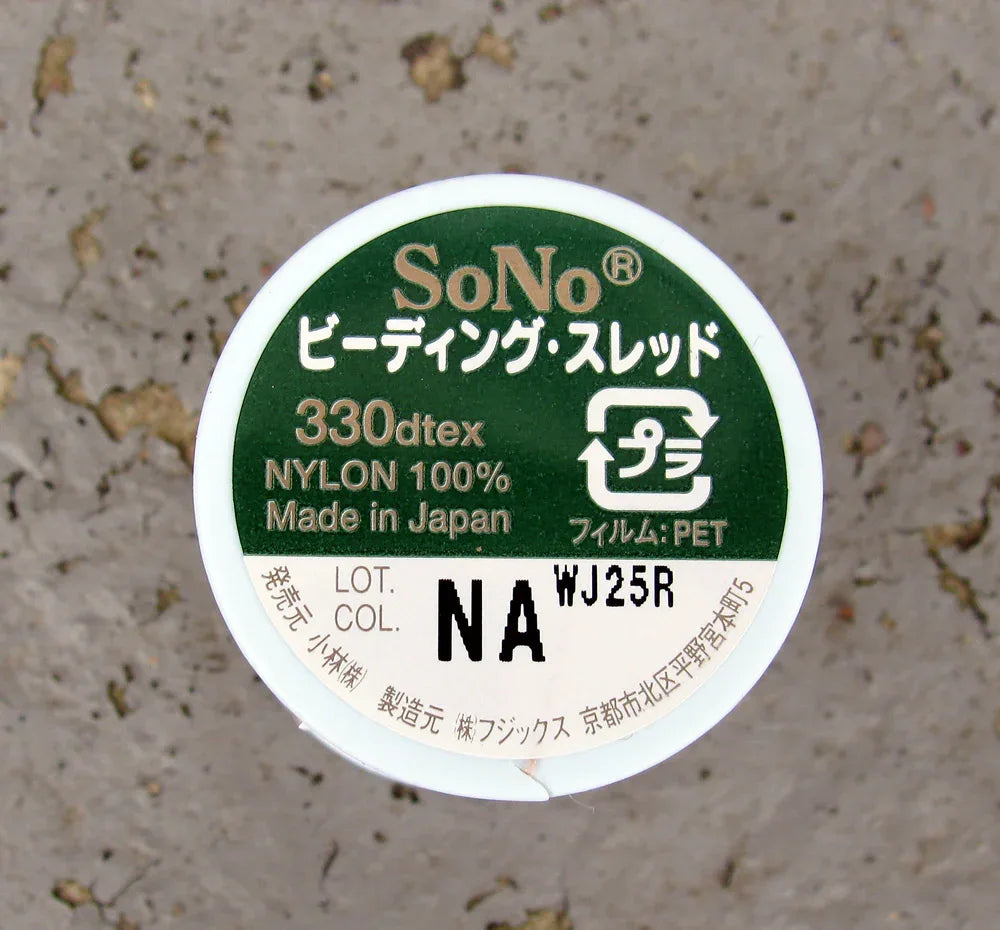 SoNo®
ビーディング・スレッド
330dtex
NYLON 100%
Made in Japan
プラ
フィルム:PET
LOT. WJ25R
COL. NA
発売元 小林㈱ 製造元 ㈱フジックス 京都市北区平野宮本町5